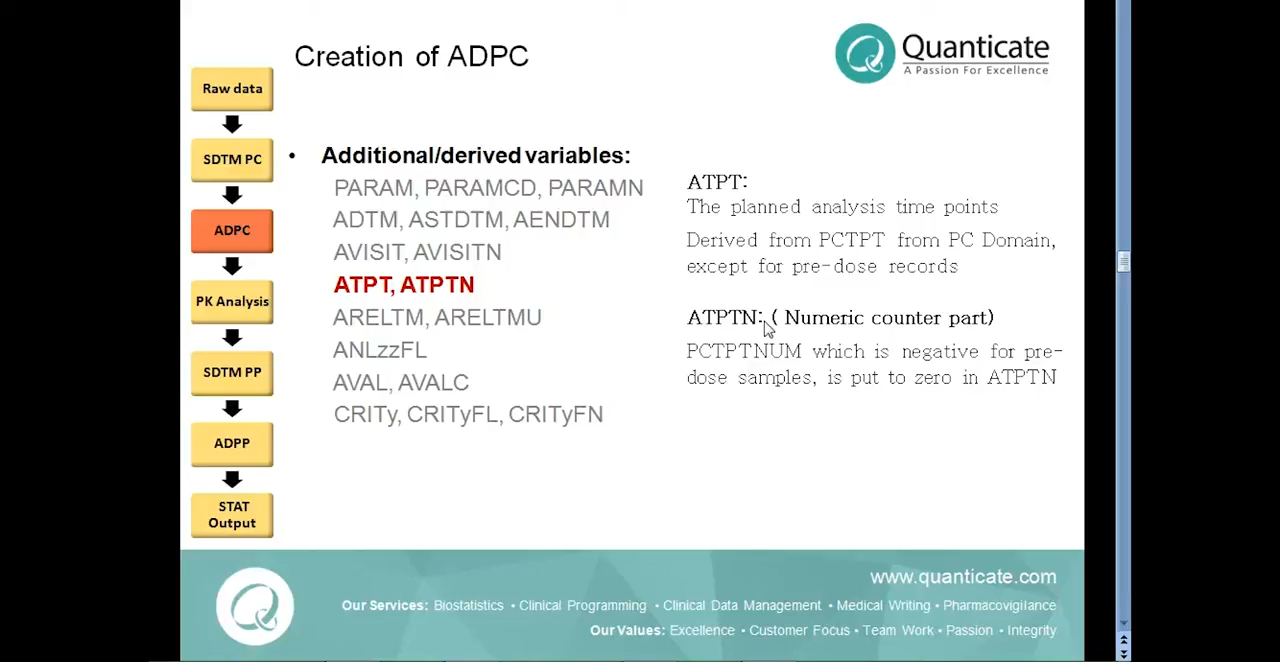 Creation of ADPC
Quanticate
A Passion For Excellence
Raw data
SDTM PC
ADPC
PK Analysis
SDTM PP
ADPP
STAT
Output
• Additional/derived variables:
PARAM, PARAMCD, PARAMN
ADTM, ASTDTM, AENDTM
AVISIT, AVISITN
ATPT, ATPTN
ARELTM, ARELTMU
ANLzzFL
AVAL, AVALC
CRITy, CRITyFL, CRITyFN
ATPT:
The planned analysis time points
Derived from PCTPT from PC Domain,
except for pre-dose records
ATPTN: ( Numeric counter part)
PCTPTNUM which is negative for pre-
dose samples, is put to zero in ATPTN
www.quanticate.com
Our Services: Biostatistics • Clinical Programming • Clinical Data Management • Medical Writing • Pharmacovigilance
Our Values: Excellence • Customer Focus • Team Work • Passion • Integrity